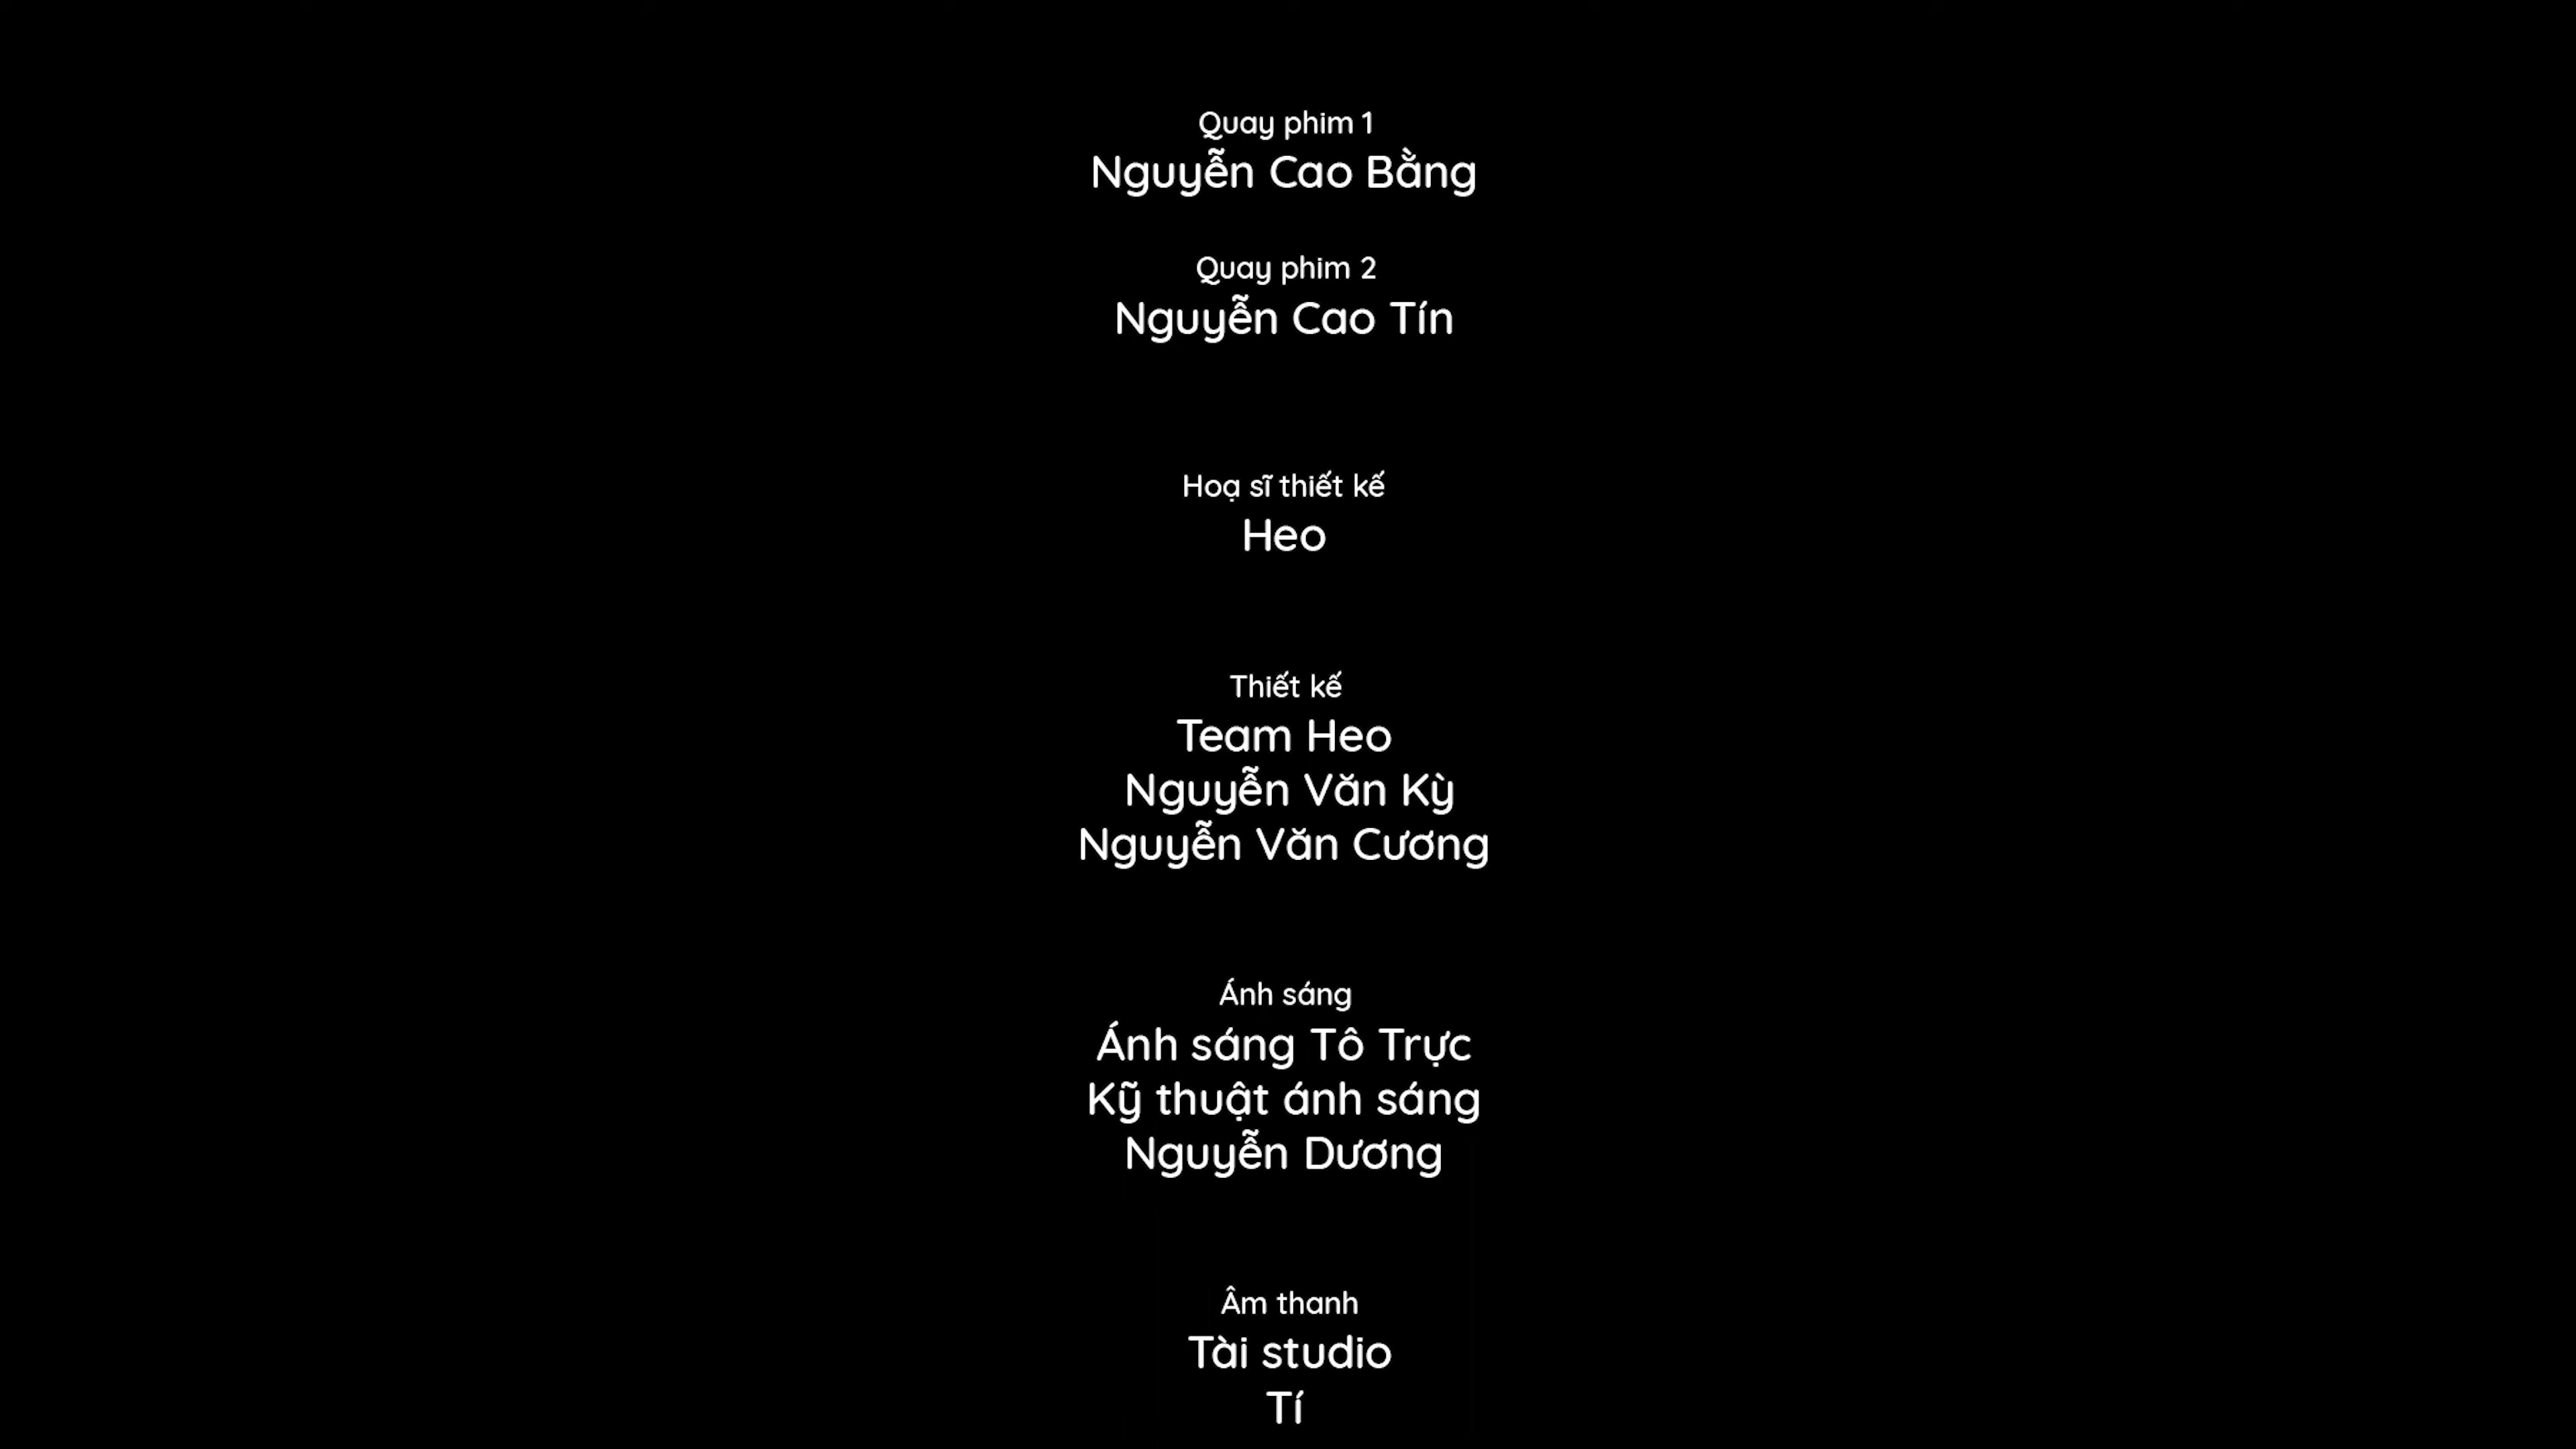 Quay phim 1
Nguyễn Cao Bằng
Quay phim 2
Nguyễn Cao Tín
Hoạ sĩ thiết kế
Heo
Thiết kế
Team Heo
Nguyễn Văn Kỳ
Nguyễn Văn Cương
Ánh sáng
Ánh sáng Tô Trực
Kỹ thuật ánh sáng
Nguyễn Dương
Âm thanh
Tài studio
Tí